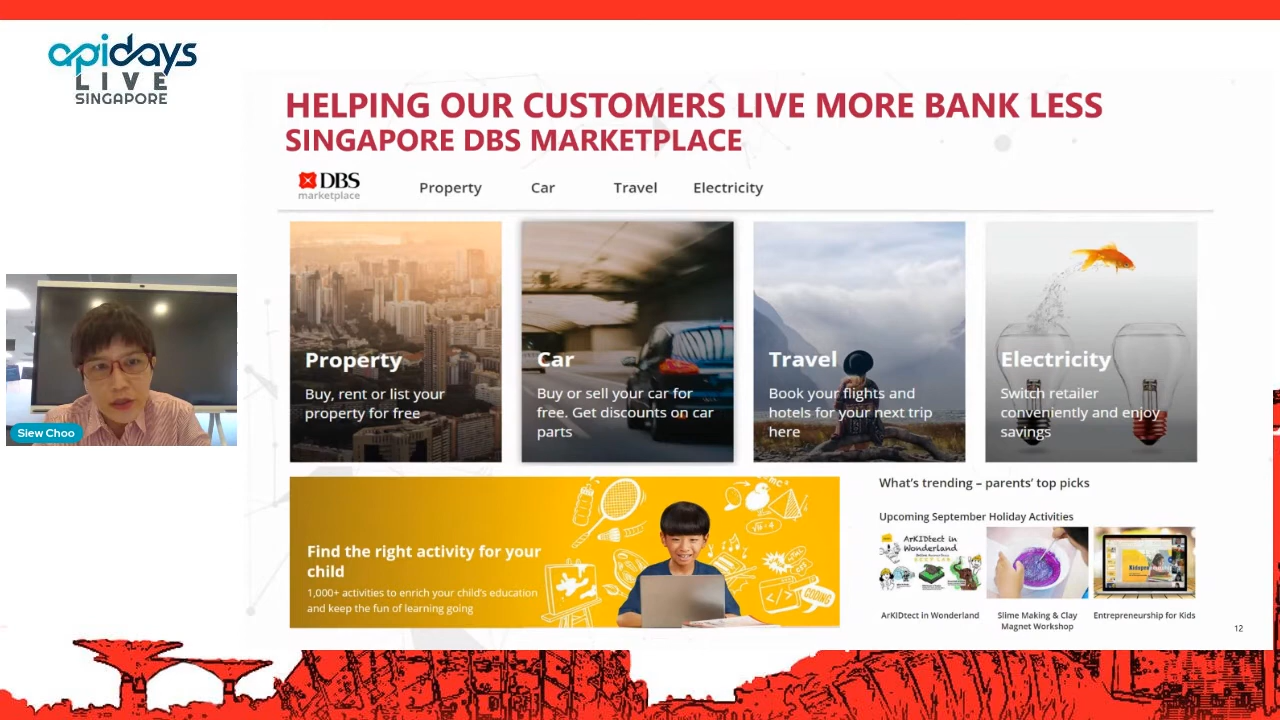 apidays
LIVE
SINGAPORE
HELPING OUR CUSTOMERS LIVE MORE BANK LESS
SINGAPORE DBS MARKETPLACE
DBS
marketplace
Property
Car
Travel
Electricity
Property
Buy, rent or list your
property for free
Car
Buy or sell your car for
free. Get discounts on car
parts
Travel
Book your flights and
hotels for your next trip
here
Electricity
Switch retailer
conveniently and enjoy
savings
Siew Choo
Find the right activity for your
child
1,000+ activities to enrich your child's education
and keep the fun of learning going
CODING
What's trending – parents' top picks
Upcoming September Holiday Activities
ArKIDtect in
Wonderland
ArKIDtect in Wonderland
Slime Making & Clay
Magnet Workshop
Entrepreneurship for Kids
12